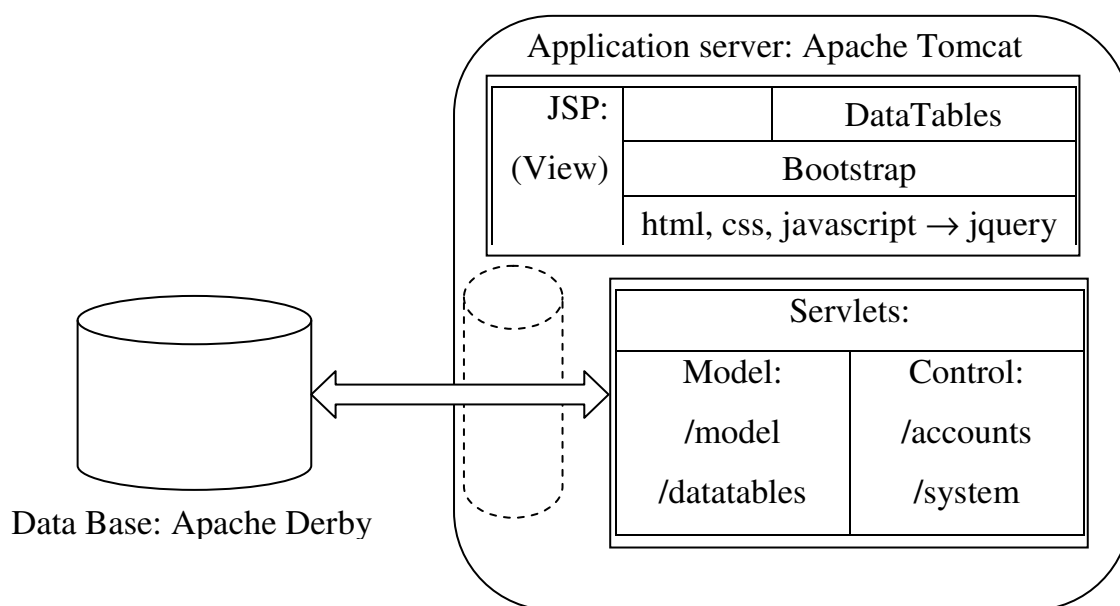 Application server: Apache Tomcat
JSP:
(View)
DataTables
Bootstrap
html, css, javascript → jquery
Servlets:
Model:
/model
/datatables
Control:
/accounts
/system
Data Base: Apache Derby